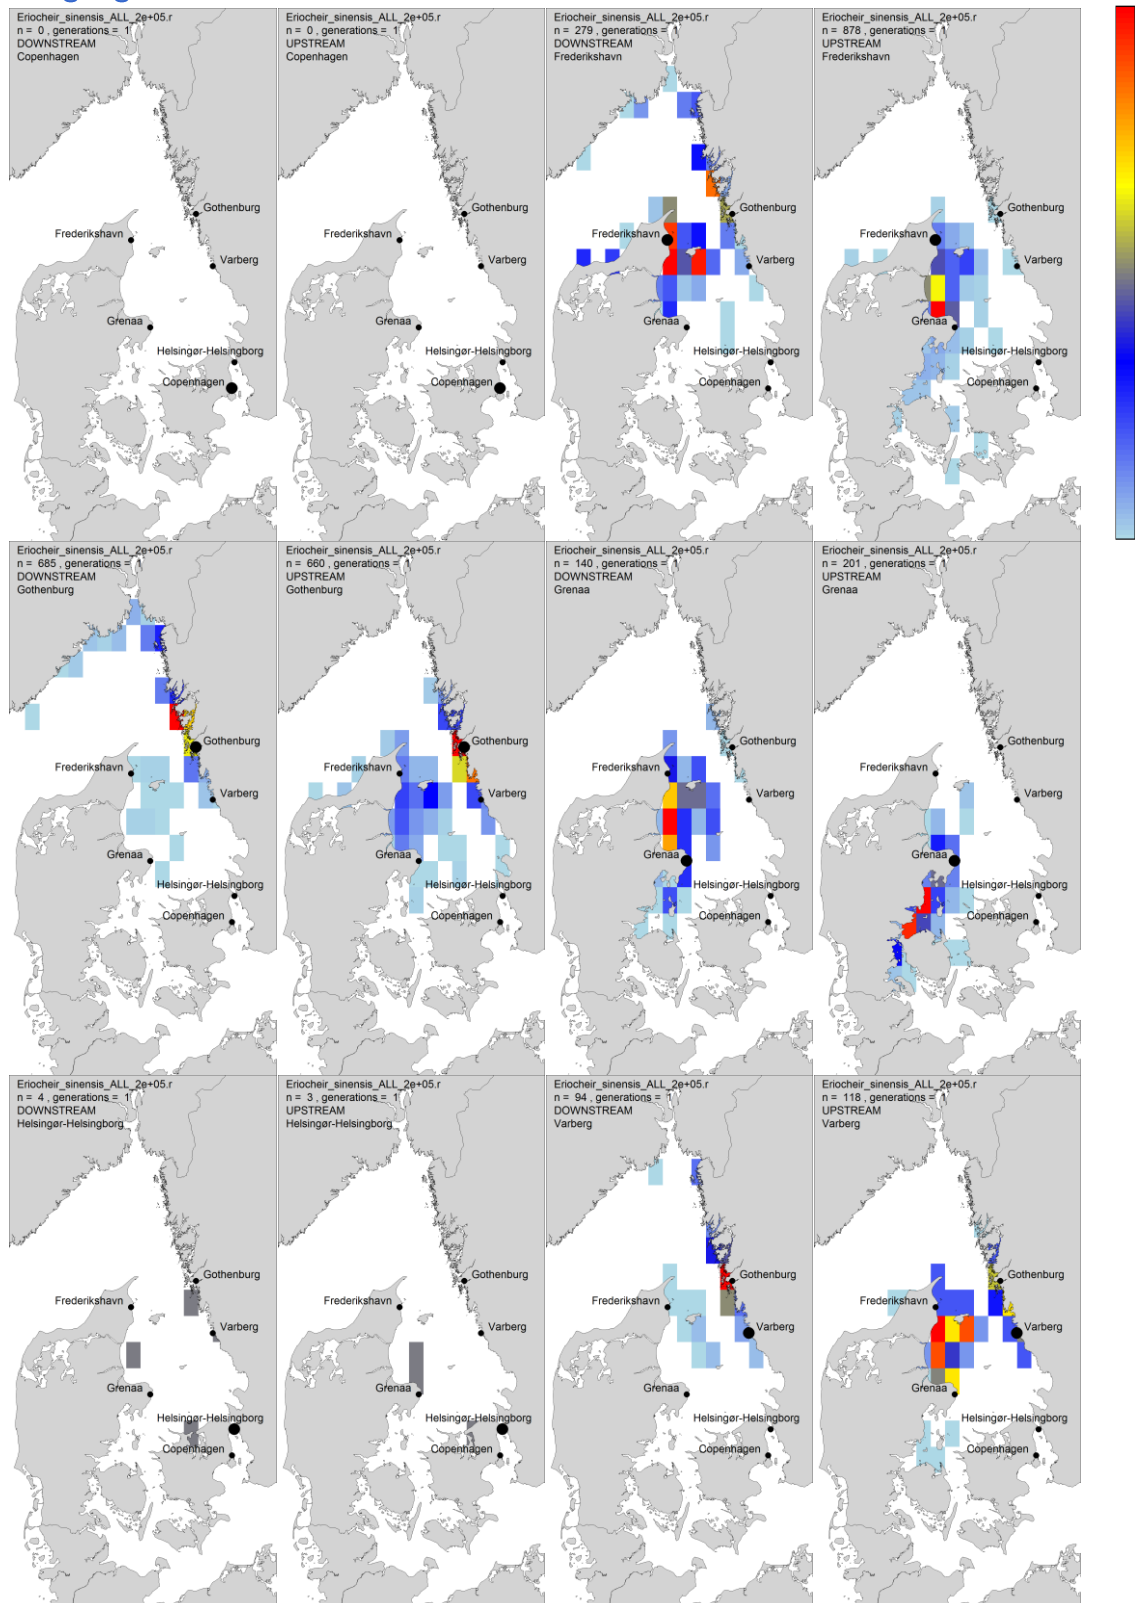 Eriocheir_sinensis_ALL_2e+05.r
n = 0 , generations = 1
DOWNSTREAM
Copenhagen
Gothenburg
Frederikshavn
Varberg
Grenaa
Helsingør-Helsingborg
Copenhagen
Eriocheir_sinensis_ALL_2e+05.r
n = 0 , generations = 1
UPSTREAM
Copenhagen
Gothenburg
Frederikshavn
Varberg
Grenaa
Helsingør-Helsingborg
Copenhagen
Eriocheir_sinensis_ALL_2e+05.r
n = 279 , generations = 1
DOWNSTREAM
Frederikshavn
Gothenburg
Frederikshavn
Varberg
Grenaa
Helsingør-Helsingborg
Copenhagen
Eriocheir_sinensis_ALL_2e+05.r
n = 878 , generations = 1
UPSTREAM
Frederikshavn
Gothenburg
Frederikshavn
Varberg
Grenaa
Helsingør-Helsingborg
Copenhagen
Eriocheir_sinensis_ALL_2e+05.r
n = 685 , generations = 1
DOWNSTREAM
Gothenburg
Gothenburg
Frederikshavn
Varberg
Grenaa
Helsingør-Helsingborg
Copenhagen
Eriocheir_sinensis_ALL_2e+05.r
n = 660 , generations = 1
UPSTREAM
Gothenburg
Gothenburg
Frederikshavn
Varberg
Grenaa
Helsingør-Helsingborg
Copenhagen
Eriocheir_sinensis_ALL_2e+05.r
n = 140 , generations = 1
DOWNSTREAM
Grenaa
Gothenburg
Frederikshavn
Varberg
Grenaa
Helsingør-Helsingborg
Copenhagen
Eriocheir_sinensis_ALL_2e+05.r
n = 201 , generations = 1
UPSTREAM
Grenaa
Gothenburg
Frederikshavn
Varberg
Grenaa
Helsingør-Helsingborg
Copenhagen
Eriocheir_sinensis_ALL_2e+05.r
n = 4 , generations = 1
DOWNSTREAM
Helsingør-Helsingborg
Gothenburg
Frederikshavn
Varberg
Grenaa
Helsingør-Helsingborg
Copenhagen
Eriocheir_sinensis_ALL_2e+05.r
n = 3 , generations = 1
UPSTREAM
Helsingør-Helsingborg
Gothenburg
Frederikshavn
Varberg
Grenaa
Helsingør-Helsingborg
Copenhagen
Eriocheir_sinensis_ALL_2e+05.r
n = 94 , generations = 1
DOWNSTREAM
Varberg
Gothenburg
Frederikshavn
Varberg
Grenaa
Helsingør-Helsingborg
Copenhagen
Eriocheir_sinensis_ALL_2e+05.r
n = 118 , generations = 1
UPSTREAM
Varberg
Gothenburg
Frederikshavn
Varberg
Grenaa
Helsingør-Helsingborg
Copenhagen